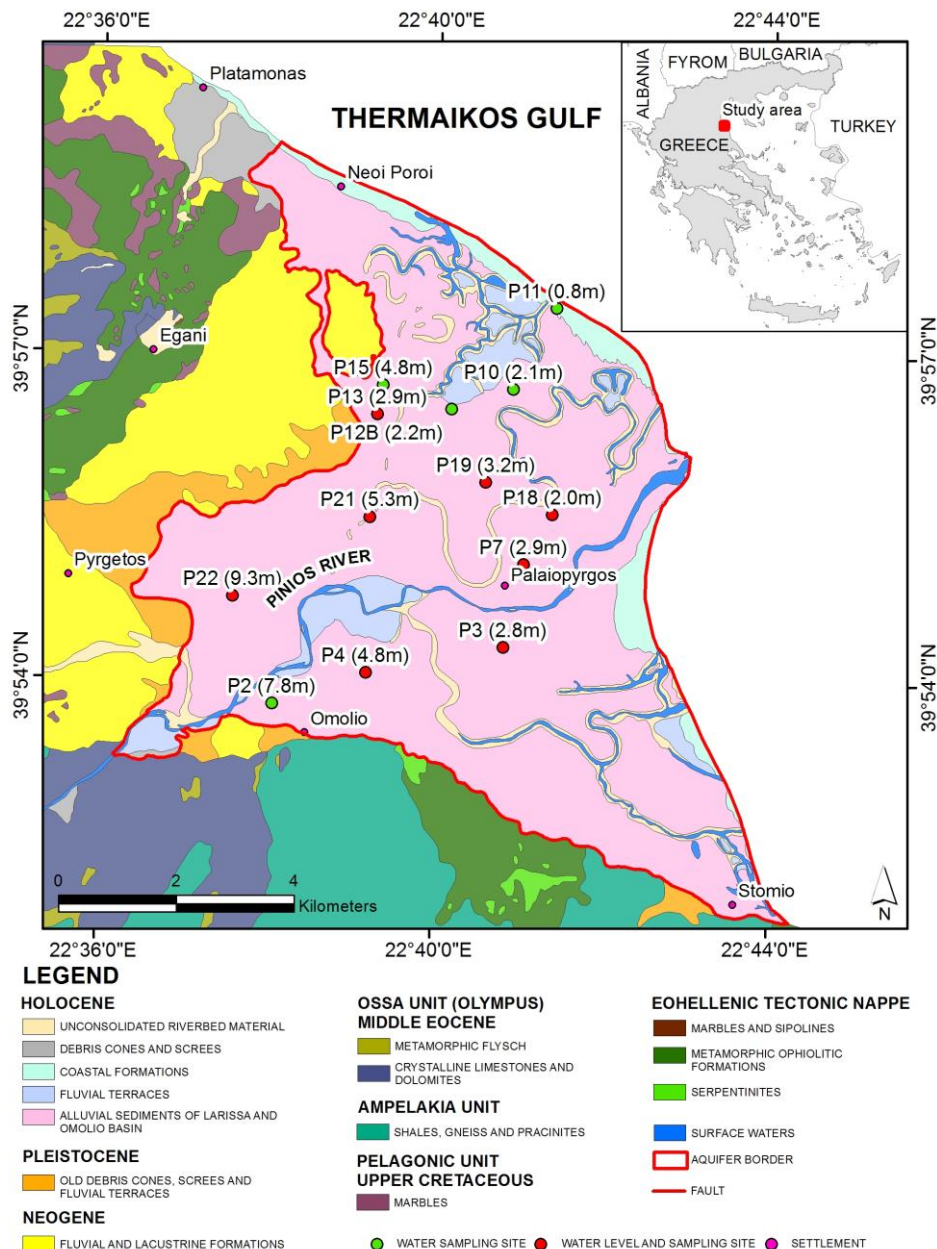 22°36'0"E
22°40'0"E
22°44'0"E
Platamonas
THERMAIKOS GULF
ALBANIA
FYROM
BULGARIA
Study area
GREECE
TURKEY
Neoi Poroi
P11 (0.8m)
39°57'0"N
39°57'0"N
Egani
P15 (4.8m)
P10 (2.1m)
P13 (2.9m)
P12B (2.2m)
P19 (3.2m)
P21 (5.3m)
P18 (2.0m)
P7 (2.9m)
Pyrgetos
PINIOS RIVER
Palaiopyrgos
P22 (9.3m)
P3 (2.8m)
P4 (4.8m)
39°54'0"N
39°54'0"N
P2 (7.8m)
Omolio
0 2 4
Kilometers
Stomio
N
22°36'0"E
22°40'0"E
22°44'0"E
LEGEND
HOLOCENE
UNCONSOLIDATED RIVERBED MATERIAL
DEBRIS CONES AND SCREES
COASTAL FORMATIONS
FLUVIAL TERRACES
ALLUVIAL SEDIMENTS OF LARISSA AND
OMOLIO BASIN
PLEISTOCENE
OLD DEBRIS CONES, SCREES AND
FLUVIAL TERRACES
NEOGENE
FLUVIAL AND LACUSTRINE FORMATIONS
OSSA UNIT (OLYMPUS)
MIDDLE EOCENE
METAMORPHIC FLYSCH
CRYSTALLINE LIMESTONES AND
DOLOMITES
AMPELAKIA UNIT
SHALES, GNEISS AND PRACINITES
PELAGONIC UNIT
UPPER CRETACEOUS
MARBLES
EOHELLENIC TECTONIC NAPPE
MARBLES AND SIPOLINES
METAMORPHIC OPHIOLITIC
FORMATIONS
SERPENTINITES
SURFACE WATERS
AQUIFER BORDER
FAULT
WATER SAMPLING SITE
WATER LEVEL AND SAMPLING SITE
SETTLEMENT